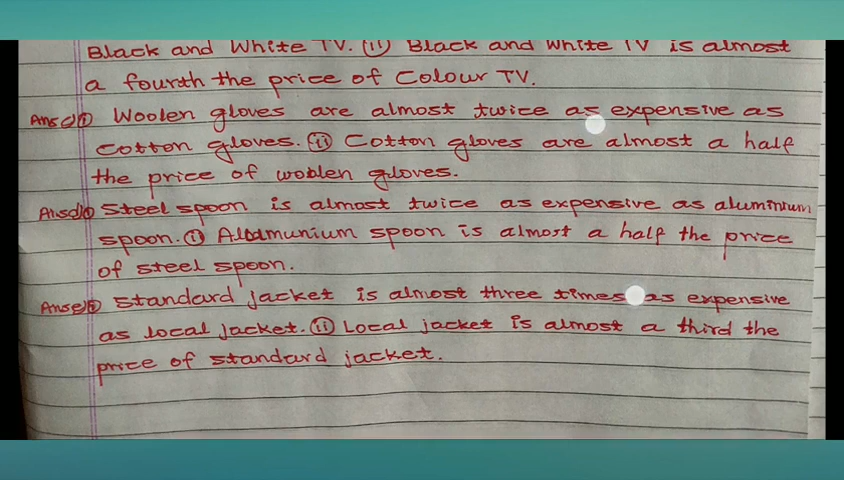 Black and White TV. (ii) Black and White TV is almost
a fourth the price of Colour TV.
Ans c) (i) Woolen gloves are almost twice as expensive as
cotton gloves. (ii) Cotton gloves are almost a half
the price of woolen gloves.
Ans d) (i) Steel spoon is almost twice as expensive as aluminium
spoon. (ii) Aluamunium spoon is almost a half the price
of steel spoon.
Ans e) (i) Standard jacket is almost three times as expensive
as local jacket. (ii) Local jacket is almost a third the
price of standard jacket.